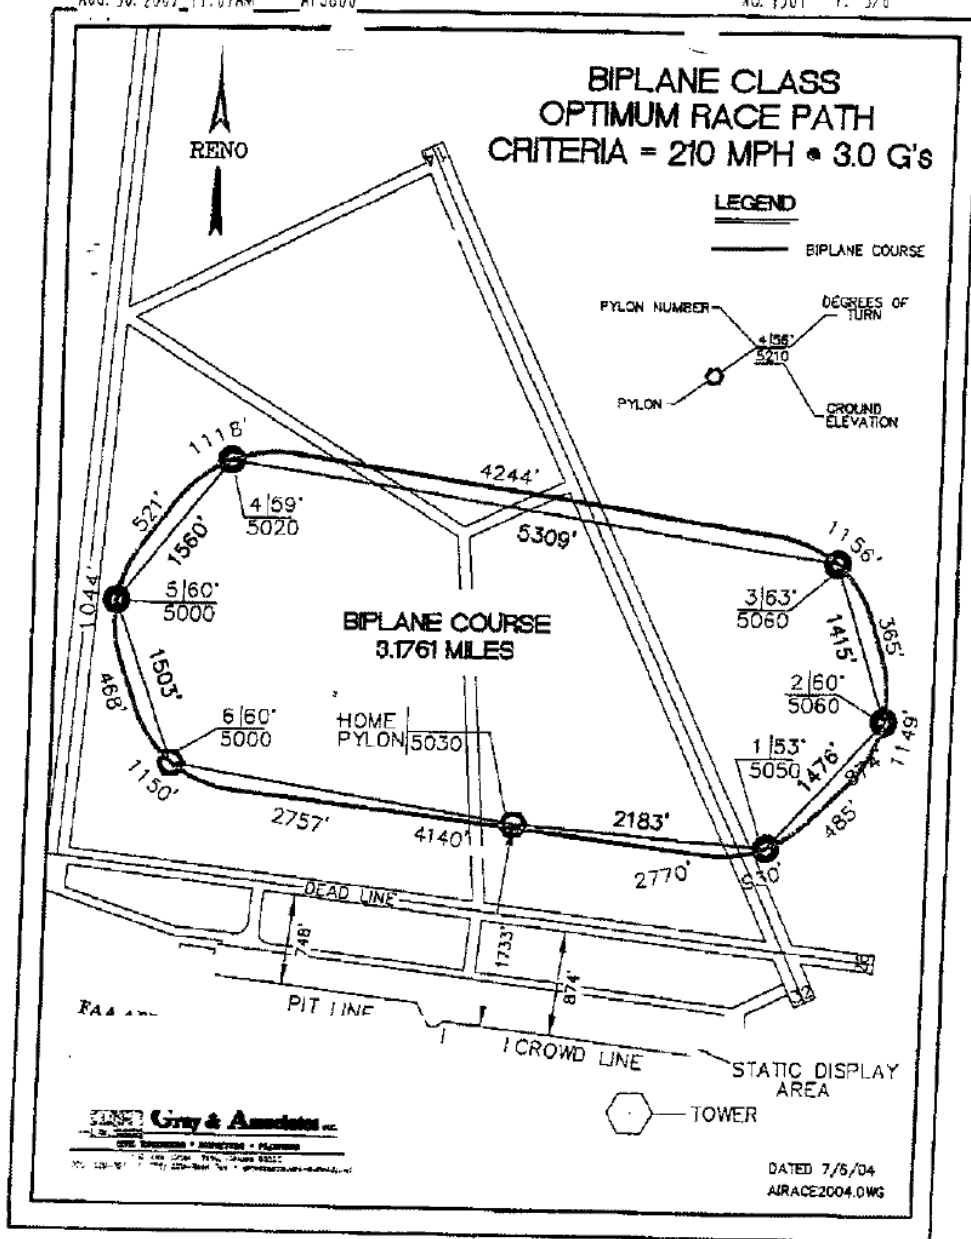 BIPLANE CLASS
OPTIMUM RACE PATH
CRITERIA = 210 MPH • 3.0 G's
RENO
LEGEND
BIPLANE COURSE
PYLON NUMBER
DEGREES OF
TURN
4|56°
5210
PYLON
GROUND
ELEVATION
1118'
4244'
4|59°
5020
5309'
521'
1560'
1156'
1044'
5|60°
5000
BIPLANE COURSE
3.1761 MILES
3|63°
5060
1415'
365'
1503'
468'
2|60°
5060
6|60°
5000
HOME
PYLON
5030
1|53°
5050
1476'
974'
1149'
1150'
2757'
4140'
2183'
485'
2770'
930'
DEAD LINE
748'
1733'
874'
PIT LINE
CROWD LINE
STATIC DISPLAY
AREA
TOWER
32
Gray & Associates
DATED 7/6/04
AIRACE2004.DWG